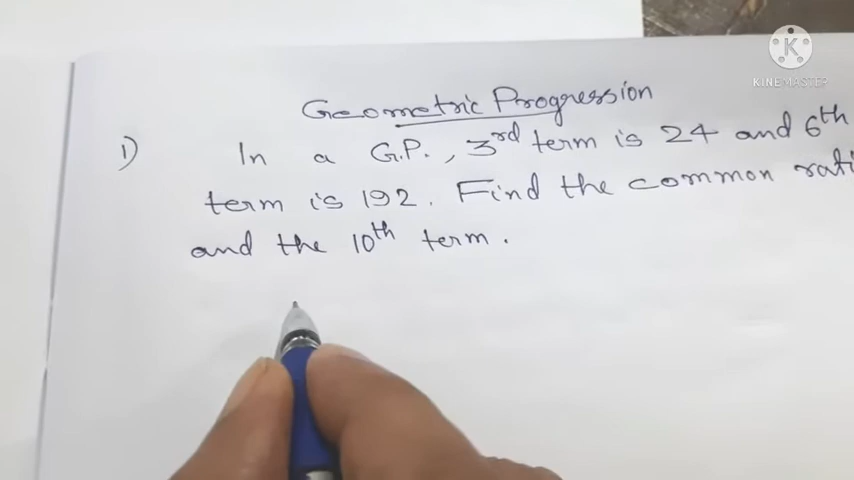 KINEMASTER
Geometric Progression
1) In a G.P., 3rd term is 24 and 6th
term is 192. Find the common rati
and the 10th term.